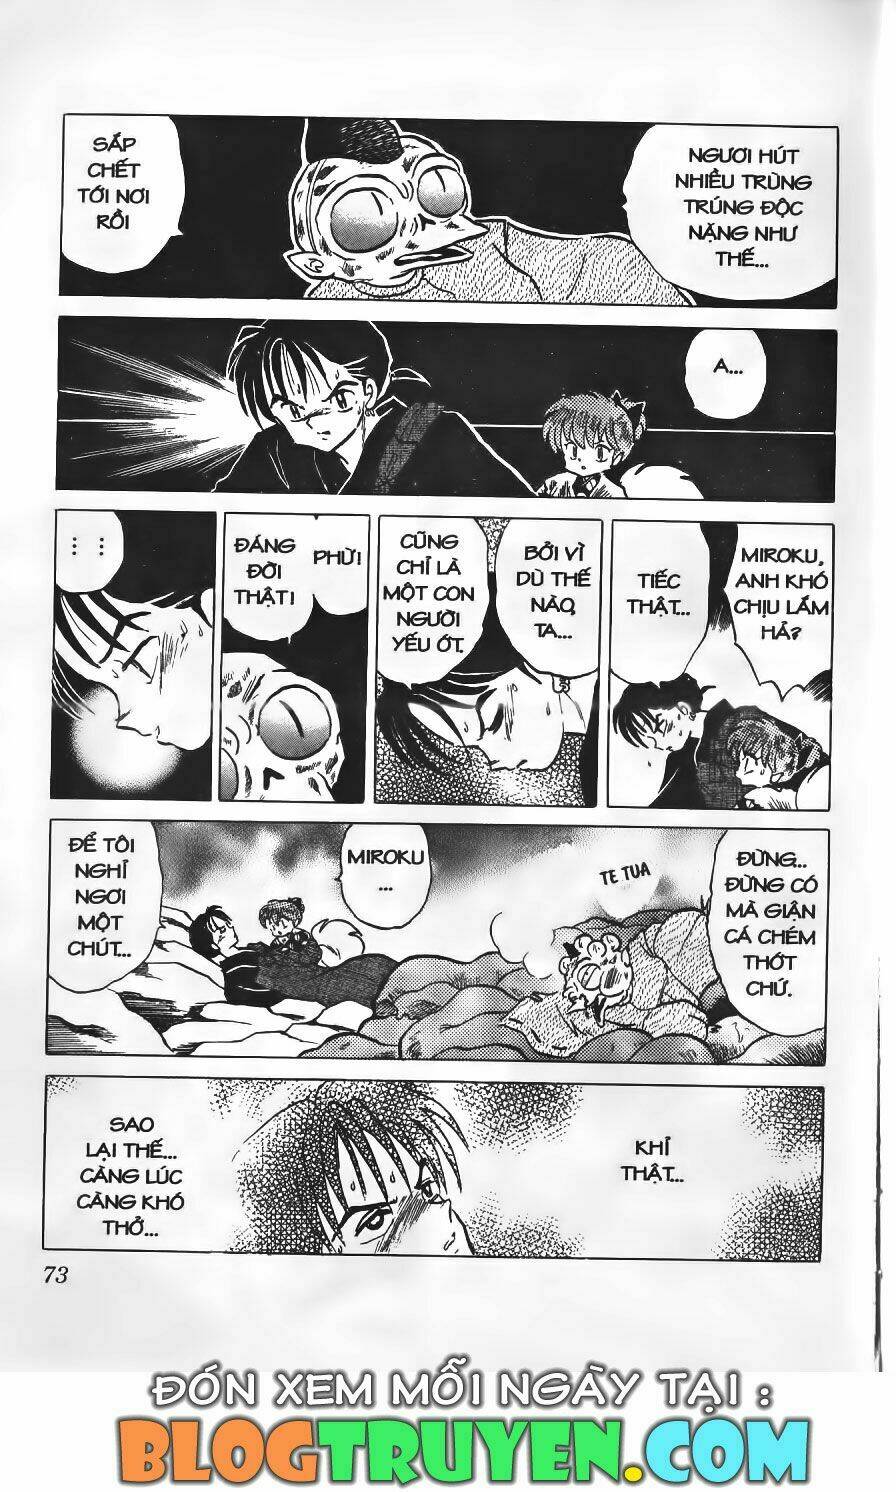 NGƯƠI HÚT
NHIỀU TRÙNG
TRÚNG ĐỘC
NẶNG NHƯ
THẾ...
SẮP
CHẾT
TỚI NƠI
RỒI
A...
MIROKU,
ANH KHÓ
CHỊU LẮM
HẢ?
TIẾC
THẬT...
BỞI VÌ
DÙ THẾ
NÀO,
TA...
CŨNG
CHỈ LÀ
MỘT CON
NGƯỜI
YẾU ỚT.
PHỪ!
ĐÁNG
ĐỜI
THẬT!
⋮ ⋮
ĐỪNG...
ĐỪNG CÓ
MÀ GIẬN
CÁ CHÉM
THỚT
CHỨ.
TE TUA
MIROKU
...
ĐỂ TÔI
NGHỈ
NGƠI
MỘT
CHÚT...
KHỈ
THẬT...
SAO
LẠI THẾ...
CÀNG LÚC
CÀNG KHÓ
THỞ...
73
ĐÓN XEM MỖI NGÀY TẠI :
BLOGTRUYEN.COM